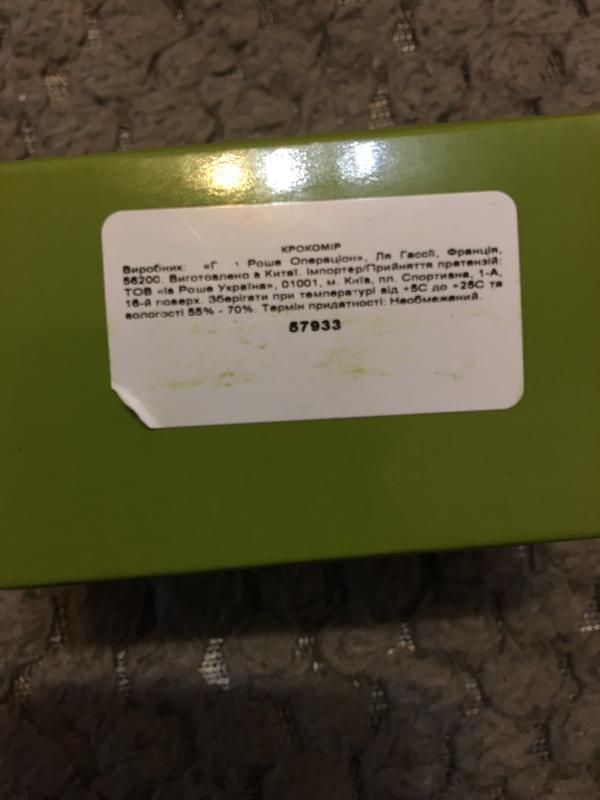 КРОКОМІР
Виробник: Роше Операціон», Ля Гасєії, Франція,
56200. Виготовлено в Китаї. Імпортер/Прийняття претензій:
ТОВ «Ів Роше Україна», 01001, м. Київ, пл. Спортивна, 1-А,
16-й поверх. Зберігати при температурі від +5С до +25С та
вологості 55% - 70%. Термін придатності: Необмежений.
57933